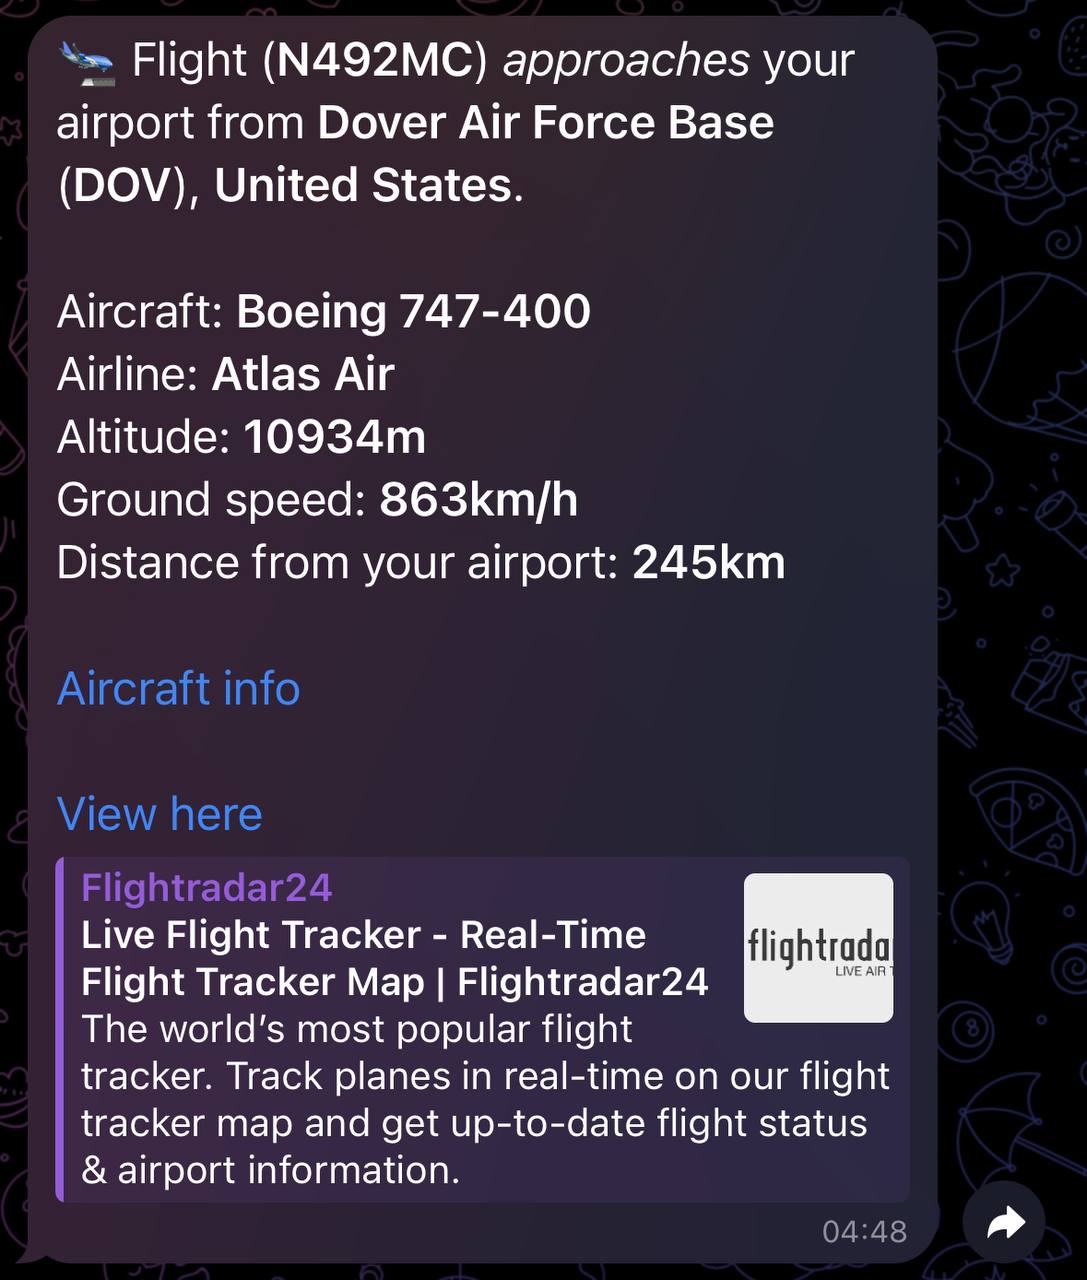 Flight (N492MC) approaches your
airport from Dover Air Force Base
(DOV), United States.
Aircraft: Boeing 747-400
Airline: Atlas Air
Altitude: 10934m
Ground speed: 863km/h
Distance from your airport: 245km
Aircraft info
View here
Flightradar24
Live Flight Tracker - Real-Time
Flight Tracker Map | Flightradar24
The world’s most popular flight
tracker. Track planes in real-time on our flight
tracker map and get up-to-date flight status
& airport information.
flightrada
LIVE AIR T
04:48